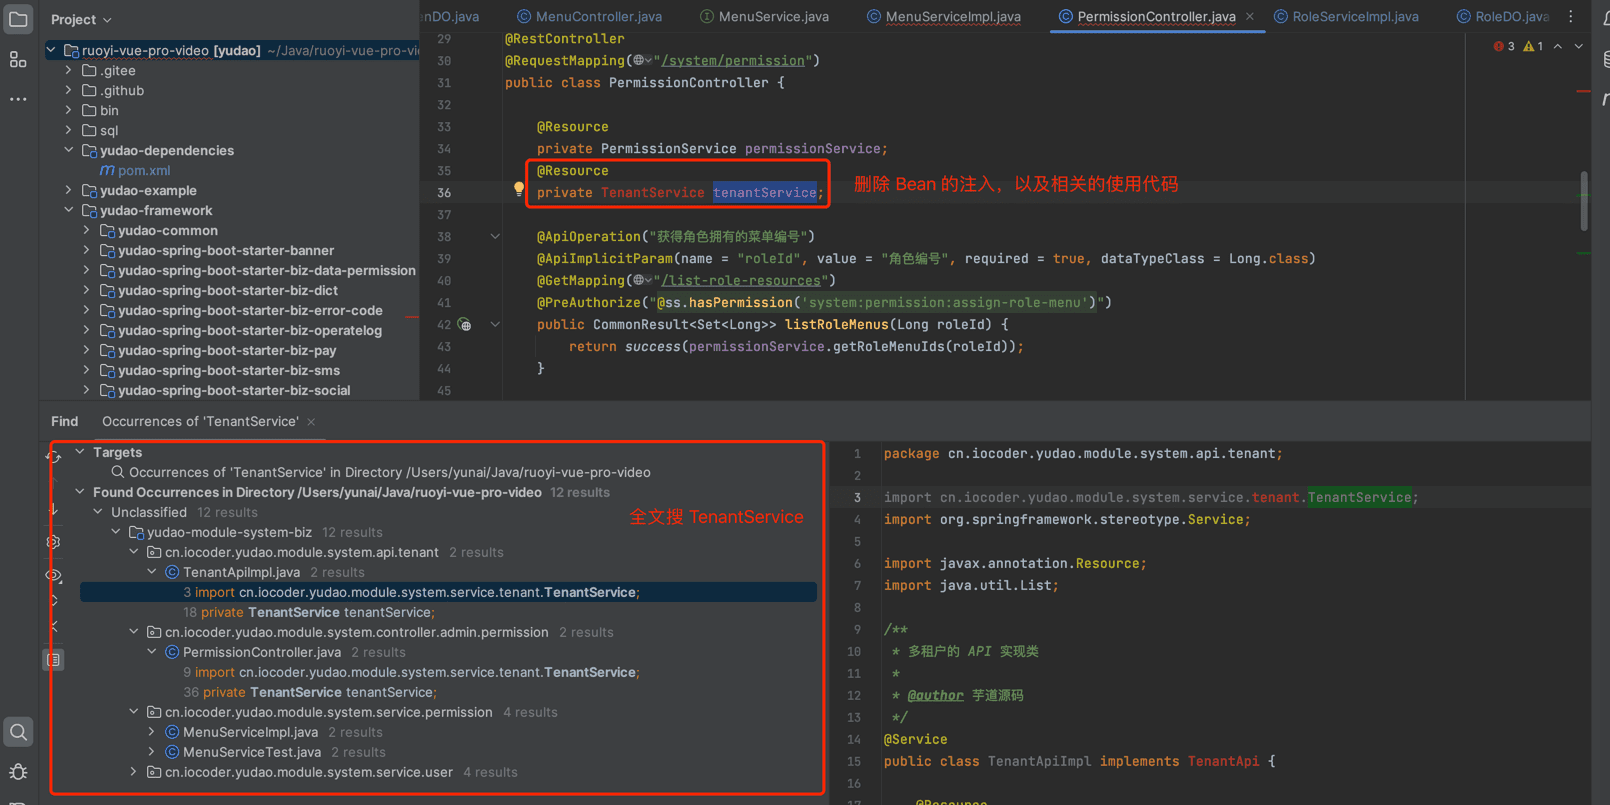 Project
nDO.java
MenuController.java
MenuService.java
MenuServiceImpl.java
PermissionController.java
RoleServiceImpl.java
RoleDO.java
ruoyi-vue-pro-video [yudao] ~/Java/ruoyi-vue-pro-vi
.gitee
.github
bin
sql
yudao-dependencies
pom.xml
yudao-example
yudao-framework
yudao-common
yudao-spring-boot-starter-banner
yudao-spring-boot-starter-biz-data-permission
yudao-spring-boot-starter-biz-dict
yudao-spring-boot-starter-biz-error-code
yudao-spring-boot-starter-biz-operatelog
yudao-spring-boot-starter-biz-pay
yudao-spring-boot-starter-biz-sms
yudao-spring-boot-starter-biz-social
3 1
29 @RestController
30 @RequestMapping("/system/permission")
31 public class PermissionController {
32
33 @Resource
34 private PermissionService permissionService;
35 @Resource
36 private TenantService tenantService;
删除 Bean 的注入，以及相关的使用代码
37
38 @ApiOperation("获得角色拥有的菜单编号")
39 @ApiImplicitParam(name = "roleId", value = "角色编号", required = true, dataTypeClass = Long.class)
40 @GetMapping("/list-role-resources")
41 @PreAuthorize("@ss.hasPermission('system:permission:assign-role-menu')")
42 public CommonResult<Set<Long>> listRoleMenus(Long roleId) {
43 return success(permissionService.getRoleMenuIds(roleId));
44 }
45
Find
Occurrences of 'TenantService'
Targets
Occurrences of 'TenantService' in Directory /Users/yunai/Java/ruoyi-vue-pro-video
Found Occurrences in Directory /Users/yunai/Java/ruoyi-vue-pro-video 12 results
Unclassified 12 results
全文搜 TenantService
yudao-module-system-biz 12 results
cn.iocoder.yudao.module.system.api.tenant 2 results
TenantApiImpl.java 2 results
3 import cn.iocoder.yudao.module.system.service.tenant.TenantService;
18 private TenantService tenantService;
cn.iocoder.yudao.module.system.controller.admin.permission 2 results
PermissionController.java 2 results
9 import cn.iocoder.yudao.module.system.service.tenant.TenantService;
36 private TenantService tenantService;
cn.iocoder.yudao.module.system.service.permission 4 results
MenuServiceImpl.java 2 results
MenuServiceTest.java 2 results
cn.iocoder.yudao.module.system.service.user 4 results
1 package cn.iocoder.yudao.module.system.api.tenant;
2
3 import cn.iocoder.yudao.module.system.service.tenant.TenantService;
4 import org.springframework.stereotype.Service;
5
6 import javax.annotation.Resource;
7 import java.util.List;
8
9 /**
10 * 多租户的 API 实现类
11 *
12 * @author 芋道源码
13 */
14 @Service
15 public class TenantApiImpl implements TenantApi {
16
17 @Resource